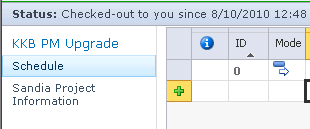 Status: Checked-out to you since 8/10/2010 12:48
KKB PM Upgrade
ID Mode
Schedule
0
Sandia Project
Information